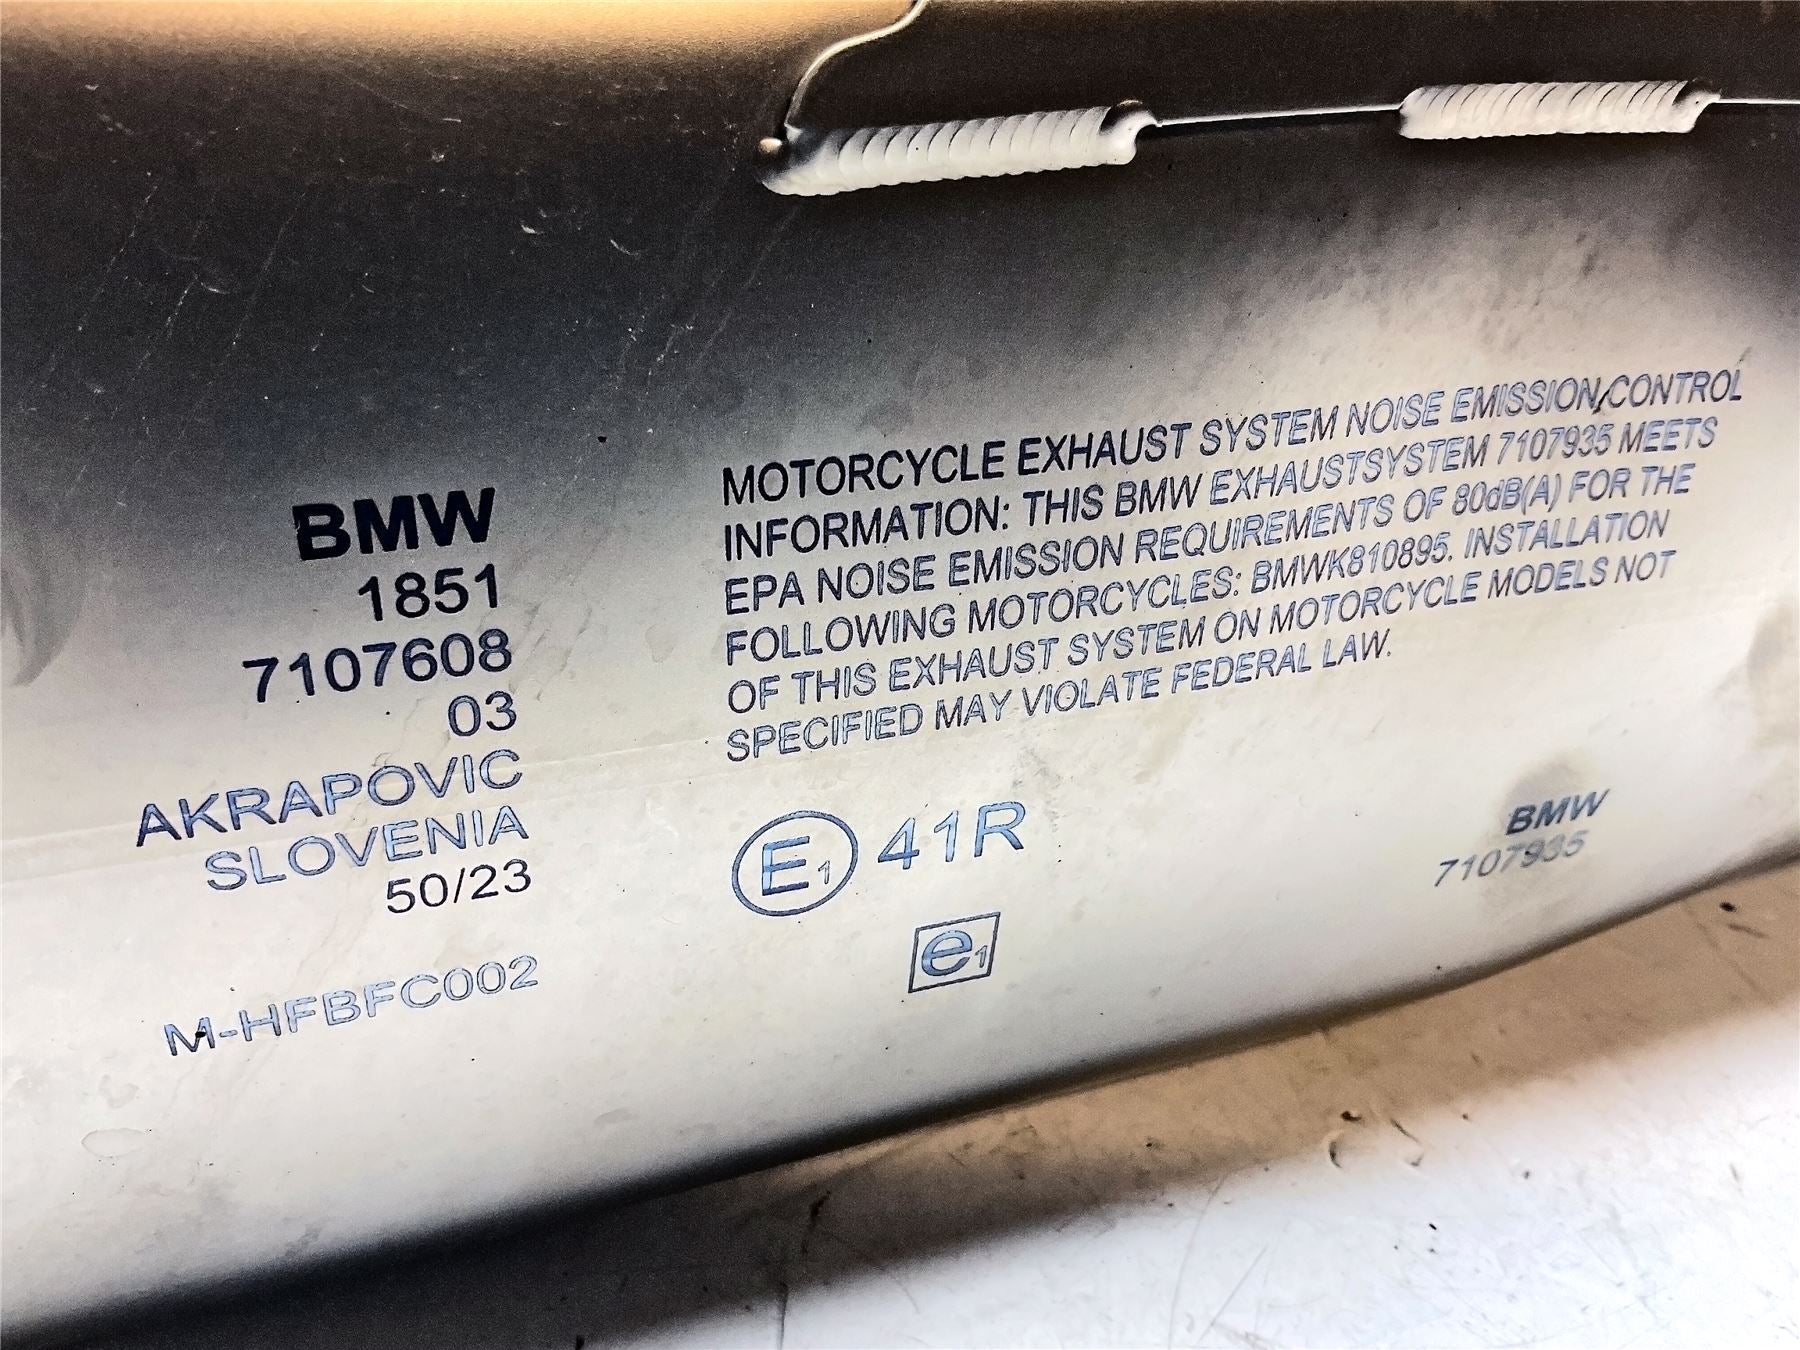 BMW
1851
7107608
03
AKRAPOVIC
SLOVENIA
50/23
M-HFBFC002
MOTORCYCLE EXHAUST SYSTEM NOISE EMISSION CONTROL
INFORMATION: THIS BMW EXHAUSTSYSTEM 7107935 MEETS
EPA NOISE EMISSION REQUIREMENTS OF 80dB(A) FOR THE
FOLLOWING MOTORCYCLES: BMWK810895. INSTALLATION
OF THIS EXHAUST SYSTEM ON MOTORCYCLE MODELS NOT
SPECIFIED MAY VIOLATE FEDERAL LAW.
E1 41R
e1
BMW
7107935